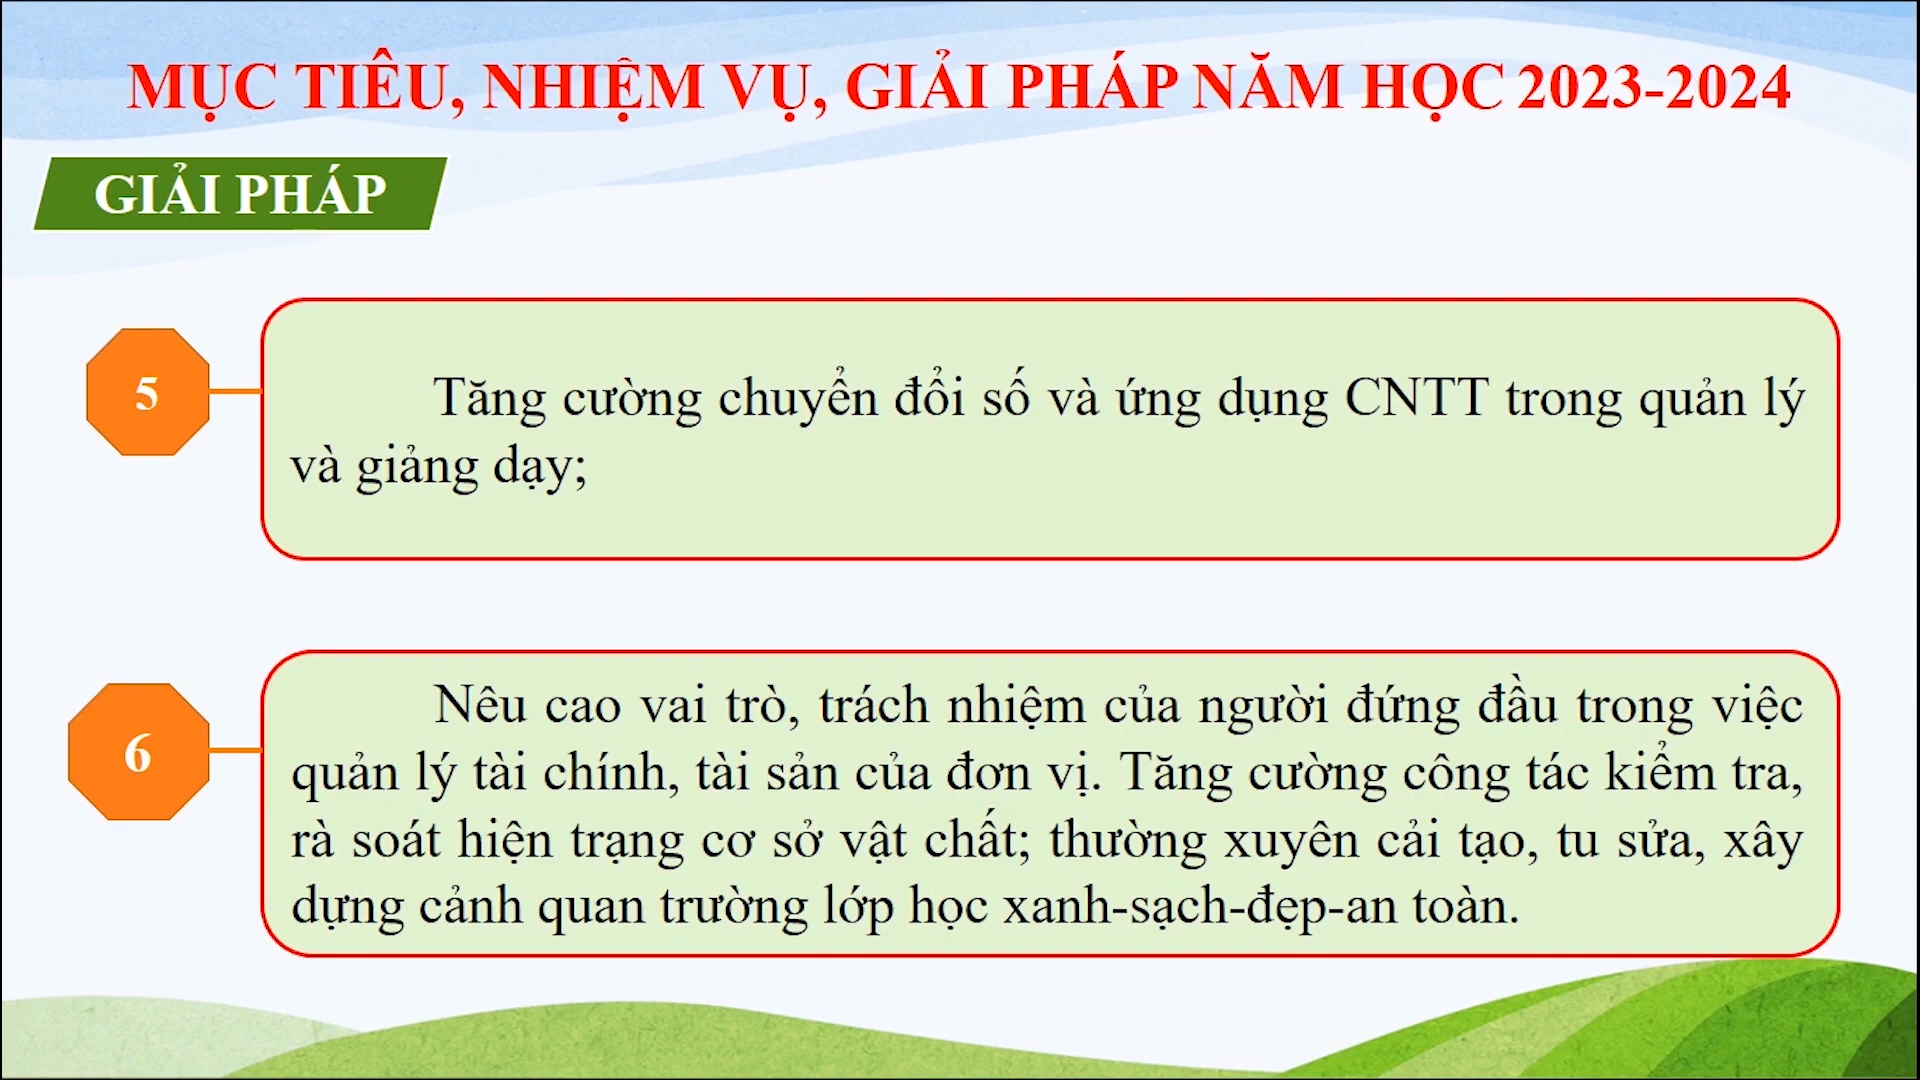 MỤC TIÊU, NHIỆM VỤ, GIẢI PHÁP NĂM HỌC 2023-2024
GIẢI PHÁP
5
Tăng cường chuyển đổi số và ứng dụng CNTT trong quản lý
và giảng dạy;
6
Nêu cao vai trò, trách nhiệm của người đứng đầu trong việc
quản lý tài chính, tài sản của đơn vị. Tăng cường công tác kiểm tra,
rà soát hiện trạng cơ sở vật chất; thường xuyên cải tạo, tu sửa, xây
dựng cảnh quan trường lớp học xanh-sạch-đẹp-an toàn.